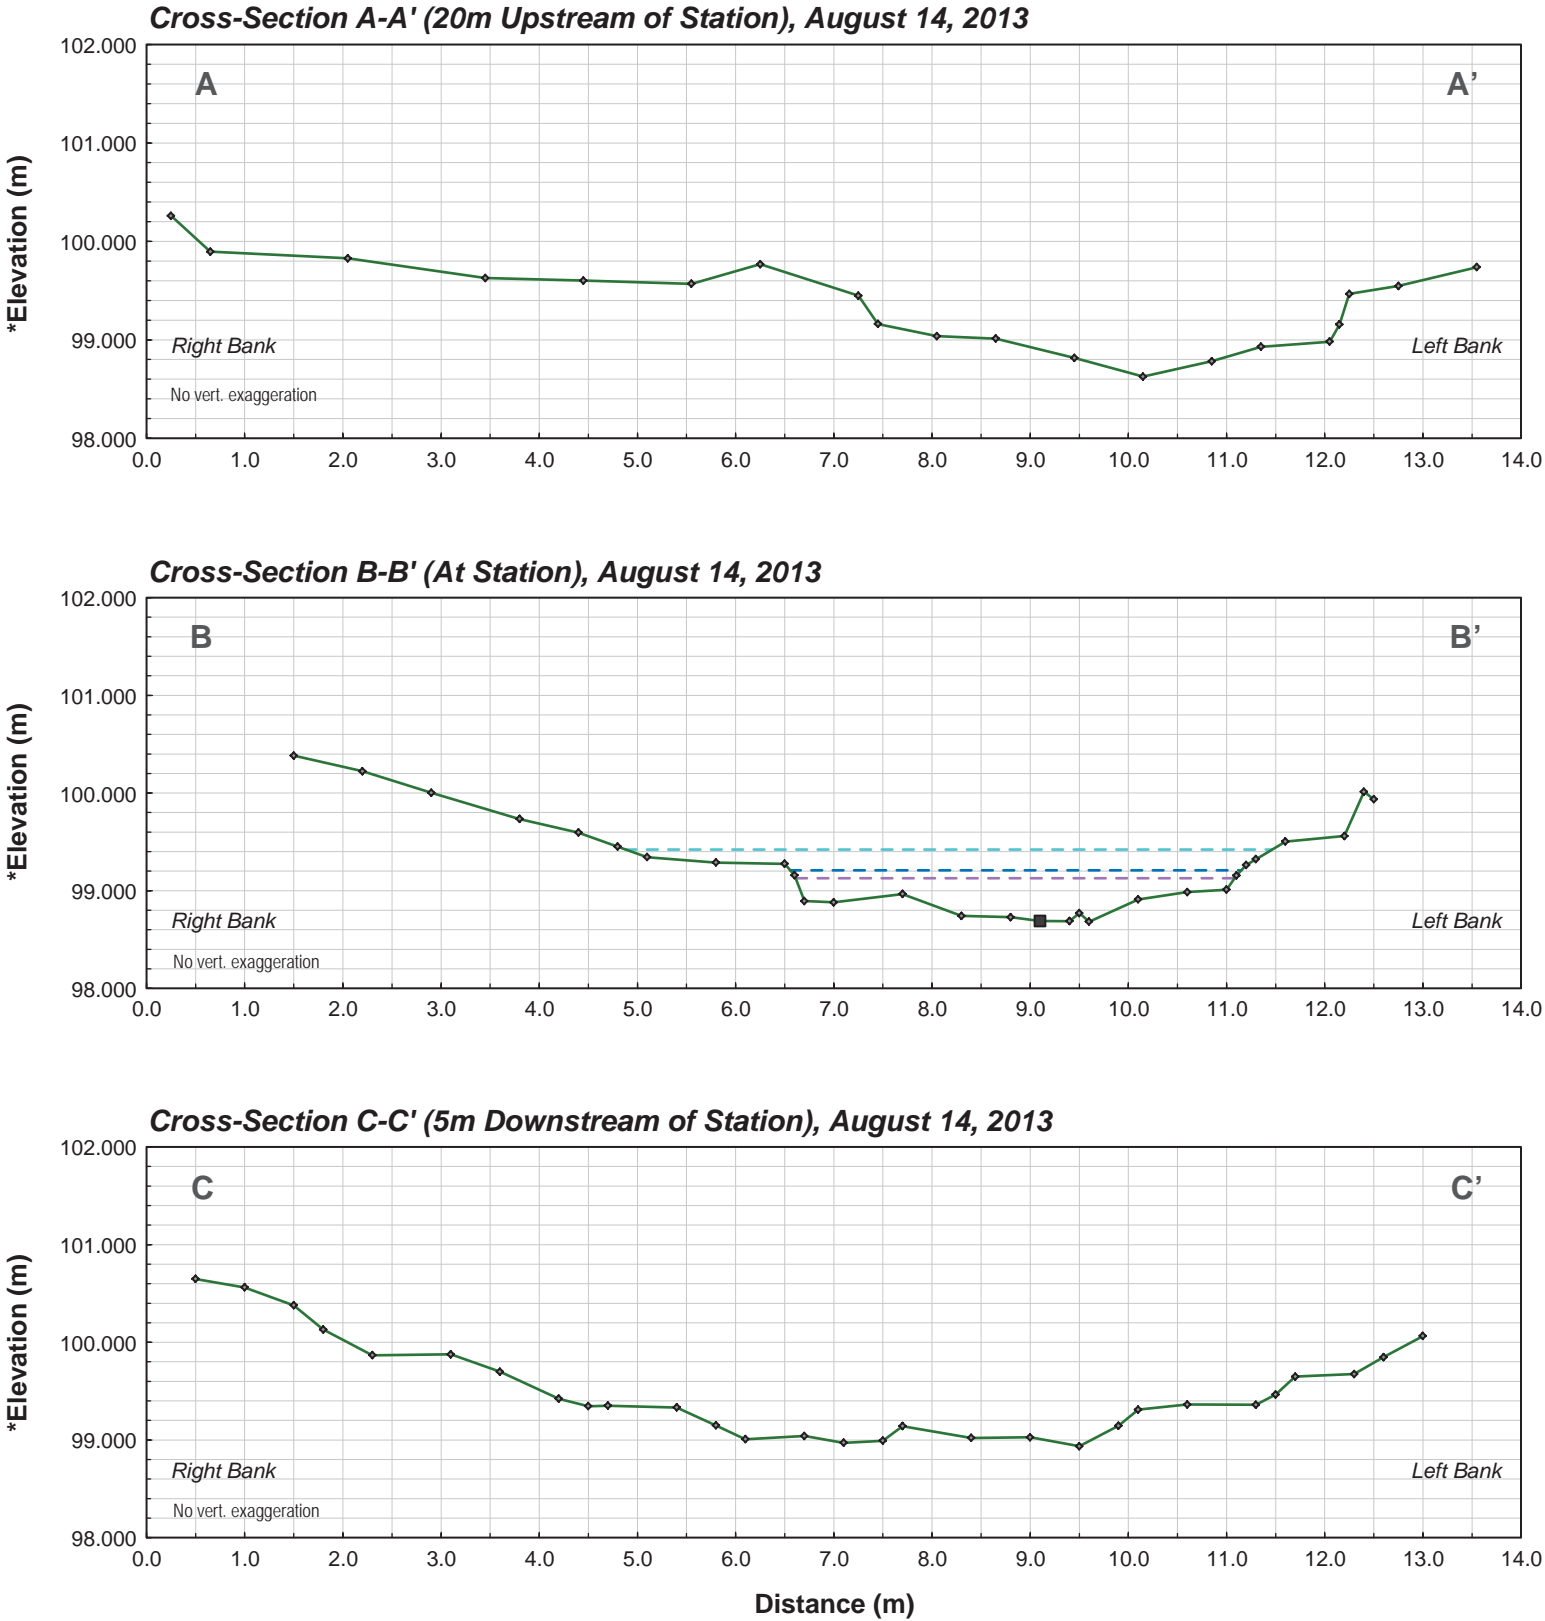 Cross-Section A-A' (20m Upstream of Station), August 14, 2013
102.000
101.000
100.000
99.000
98.000
*Elevation (m)
A
A’
Right Bank
Left Bank
No vert. exaggeration
0.0 1.0 2.0 3.0 4.0 5.0 6.0 7.0 8.0 9.0 10.0 11.0 12.0 13.0 14.0
Cross-Section B-B' (At Station), August 14, 2013
102.000
101.000
100.000
99.000
98.000
*Elevation (m)
B
B’
Right Bank
Left Bank
No vert. exaggeration
0.0 1.0 2.0 3.0 4.0 5.0 6.0 7.0 8.0 9.0 10.0 11.0 12.0 13.0 14.0
Cross-Section C-C' (5m Downstream of Station), August 14, 2013
102.000
101.000
100.000
99.000
98.000
*Elevation (m)
C
C’
Right Bank
Left Bank
No vert. exaggeration
0.0 1.0 2.0 3.0 4.0 5.0 6.0 7.0 8.0 9.0 10.0 11.0 12.0 13.0 14.0
Distance (m)